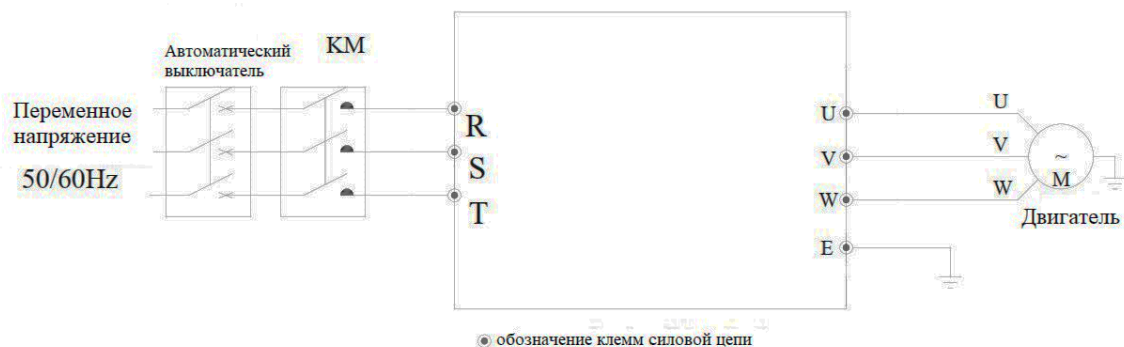 Автоматический
выключатель
KM
Переменное
напряжение
50/60Hz
R
S
T
U
V
W
E
U
V
W
~
M
Двигатель
обозначение клемм силовой цепи